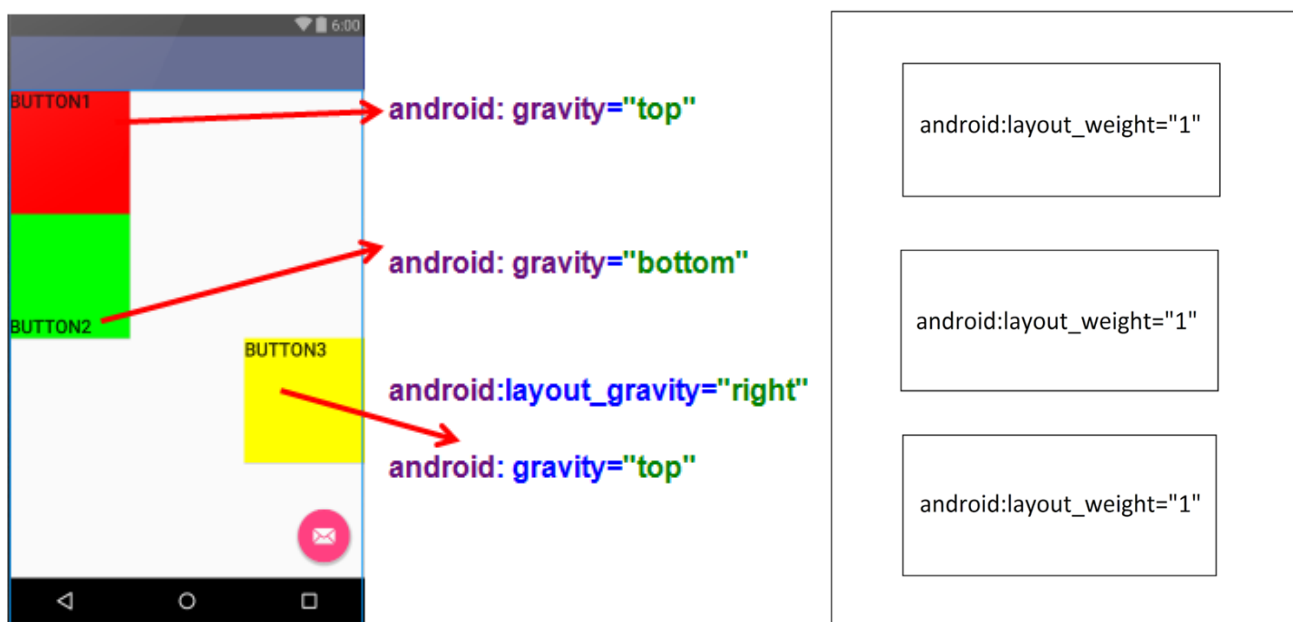 6:00
BUTTON1
BUTTON2
BUTTON3
android: gravity="top"
android: gravity="bottom"
android:layout_gravity="right"
android: gravity="top"
android:layout_weight="1"
android:layout_weight="1"
android:layout_weight="1"